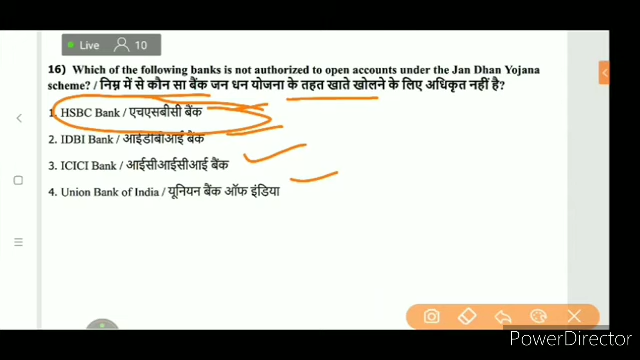 Live 10
16) Which of the following banks is not authorized to open accounts under the Jan Dhan Yojana
scheme? / निम्न में से कौन सा बैंक जन धन योजना के तहत खाते खोलने के लिए अधिकृत नहीं है?
1. HSBC Bank / एचएसबीसी बैंक
2. IDBI Bank / आईडीबीआई बैंक
3. ICICI Bank / आईसीआईसीआई बैंक
4. Union Bank of India / यूनियन बैंक ऑफ इंडिया
PowerDirector